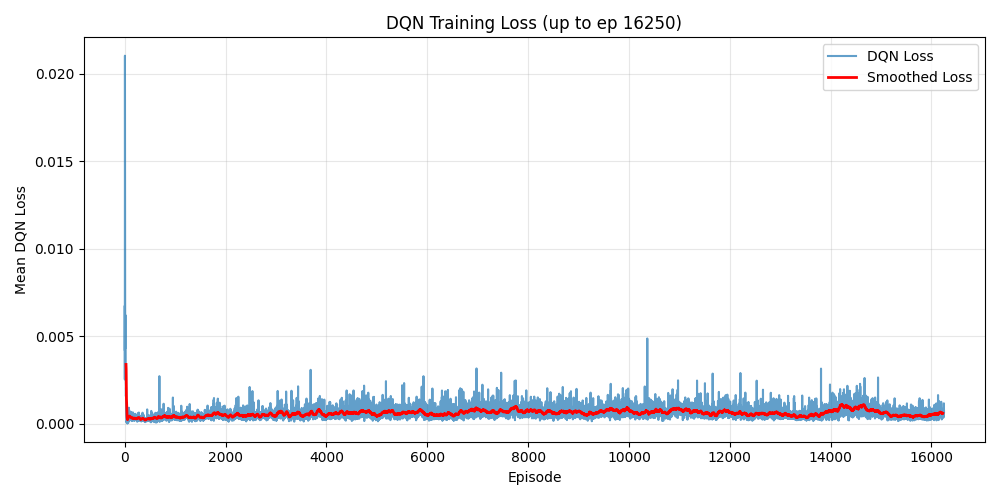 DQN Training Loss (up to ep 16250)
DQN Loss
Smoothed Loss
Mean DQN Loss
0.020
0.015
0.010
0.005
0.000
0 2000 4000 6000 8000 10000 12000 14000 16000
Episode